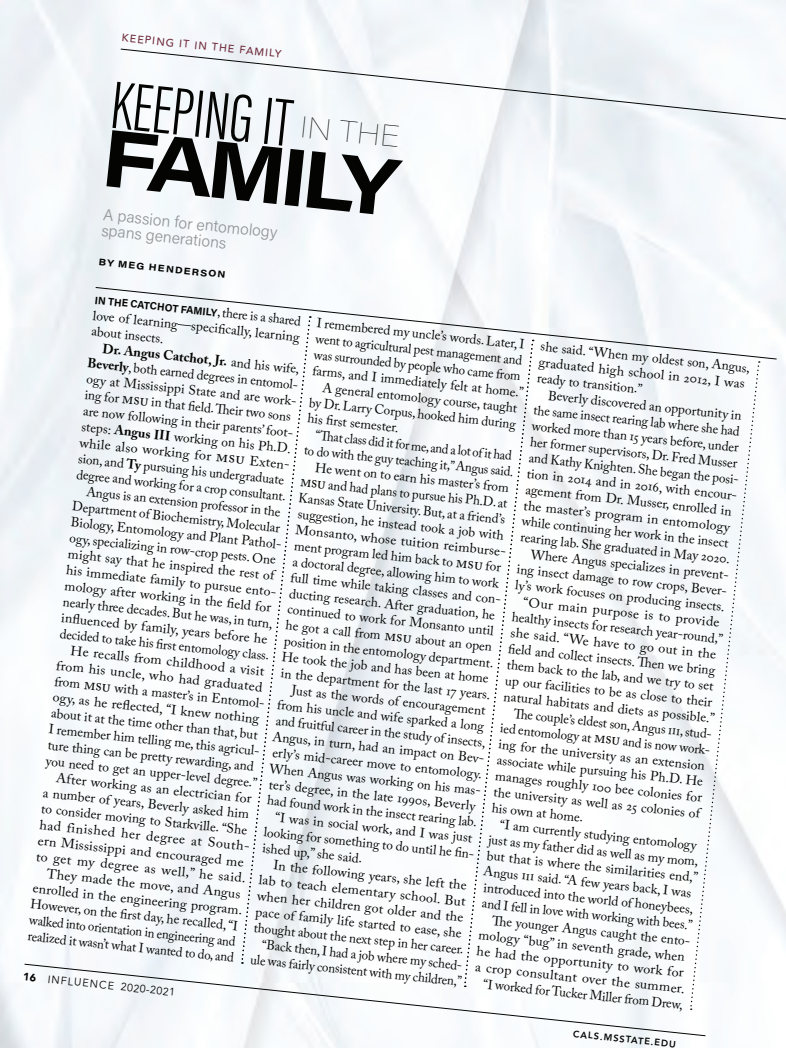 KEEPING IT IN THE FAMILY
KEEPING IT IN THE
FAMILY
A passion for entomology
spans generations
BY MEG HENDERSON
IN THE CATCHOT FAMILY, there is a shared
love of learning—specifically, learning
about insects.
Dr. Angus Catchot, Jr. and his wife,
Beverly, both earned degrees in entomol-
ogy at Mississippi State and are work-
ing for MSU in that field. Their two sons
are now following in their parents' foot-
steps: Angus III working on his Ph.D.
while also working for MSU Exten-
sion, and Ty pursuing his undergraduate
degree and working for a crop consultant.
Angus is an extension professor in the
Department of Biochemistry, Molecular
Biology, Entomology and Plant Pathol-
ogy, specializing in row-crop pests. One
might say that he inspired the rest of
his immediate family to pursue ento-
mology after working in the field for
nearly three decades. But he was, in turn,
influenced by family, years before he
decided to take his first entomology class.
He recalls from childhood a visit
from his uncle, who had graduated
from MSU with a master's in Entomol-
ogy, as he reflected, “I knew nothing
about it at the time other than that, but
I remember him telling me, this agricul-
ture thing can be pretty rewarding, and
you need to get an upper-level degree.”
After working as an electrician for
a number of years, Beverly asked him
to consider moving to Starkville. “She
had finished her degree at South-
ern Mississippi and encouraged me
to get my degree as well,” he said.
They made the move, and Angus
enrolled in the engineering program.
However, on the first day, he recalled, “I
walked into orientation in engineering and
realized it wasn't what I wanted to do, and
I remembered my uncle's words. Later, I
went to agricultural pest management and
was surrounded by people who came from
farms, and I immediately felt at home.”
A general entomology course, taught
by Dr. Larry Corpus, hooked him during
his first semester.
“That class did it for me, and a lot of it had
to do with the guy teaching it,” Angus said.
He went on to earn his master's from
MSU and had plans to pursue his Ph.D. at
Kansas State University. But, at a friend's
suggestion, he instead took a job with
Monsanto, whose tuition reimburse-
ment program led him back to MSU for
a doctoral degree, allowing him to work
full time while taking classes and con-
ducting research. After graduation, he
continued to work for Monsanto until
he got a call from MSU about an open
position in the entomology department.
He took the job and has been at home
in the department for the last 17 years.
Just as the words of encouragement
from his uncle and wife sparked a long
and fruitful career in the study of insects,
Angus, in turn, had an impact on Bev-
erly's mid-career move to entomology.
When Angus was working on his mas-
ter's degree, in the late 1990s, Beverly
had found work in the insect rearing lab.
“I was in social work, and I was just
looking for something to do until he fin-
ished up,” she said.
In the following years, she left the
lab to teach elementary school. But
when her children got older and the
pace of family life started to ease, she
thought about the next step in her career.
“Back then, I had a job where my sched-
ule was fairly consistent with my children,”
she said. “When my oldest son, Angus,
graduated high school in 2012, I was
ready to transition.”
Beverly discovered an opportunity in
the same insect rearing lab where she had
worked more than 15 years before, under
her former supervisors, Dr. Fred Musser
and Kathy Knighten. She began the posi-
tion in 2014 and in 2016, with encour-
agement from Dr. Musser, enrolled in
the master's program in entomology
while continuing her work in the insect
rearing lab. She graduated in May 2020.
Where Angus specializes in prevent-
ing insect damage to row crops, Bever-
ly's work focuses on producing insects.
“Our main purpose is to provide
healthy insects for research year-round,”
she said. “We have to go out in the
field and collect insects. Then we bring
them back to the lab, and we try to set
up our facilities to be as close to their
natural habitats and diets as possible.”
The couple's eldest son, Angus III, stud-
ied entomology at MSU and is now work-
ing for the university as an extension
associate while pursuing his Ph.D. He
manages roughly 100 bee colonies for
the university as well as 25 colonies of
his own at home.
“I am currently studying entomology
just as my father did as well as my mom,
but that is where the similarities end,”
Angus III said. “A few years back, I was
introduced into the world of honeybees,
and I fell in love with working with bees.”
The younger Angus caught the ento-
mology “bug” in seventh grade, when
he had the opportunity to work for
a crop consultant over the summer.
“I worked for Tucker Miller from Drew,
16 INFLUENCE 2020-2021
CALS.MSSTATE.EDU